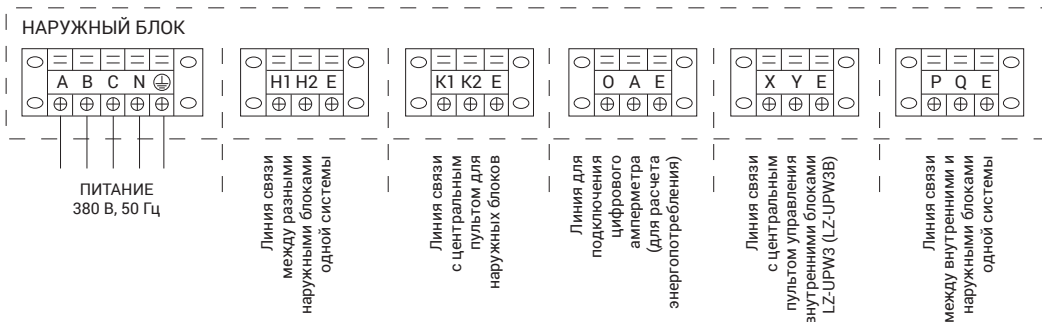 НАРУЖНЫЙ БЛОК
A B C N
H1 H2 E
K1 K2 E
O A E
X Y E
P Q E
ПИТАНИЕ
380 В, 50 Гц
Линия связи
между разными
наружными блоками
одной системы
Линия связи
с центральным
пультом для
наружных блоков
Линия для
подключения
цифрового
амперметра
(для расчета
энергопотребления)
Линия связи
с центральным
пультом управления
внутренними блоками
LZ-UPW3 (LZ-UPW3B)
Линия связи
между внутренними и
наружными блоками
одной системы